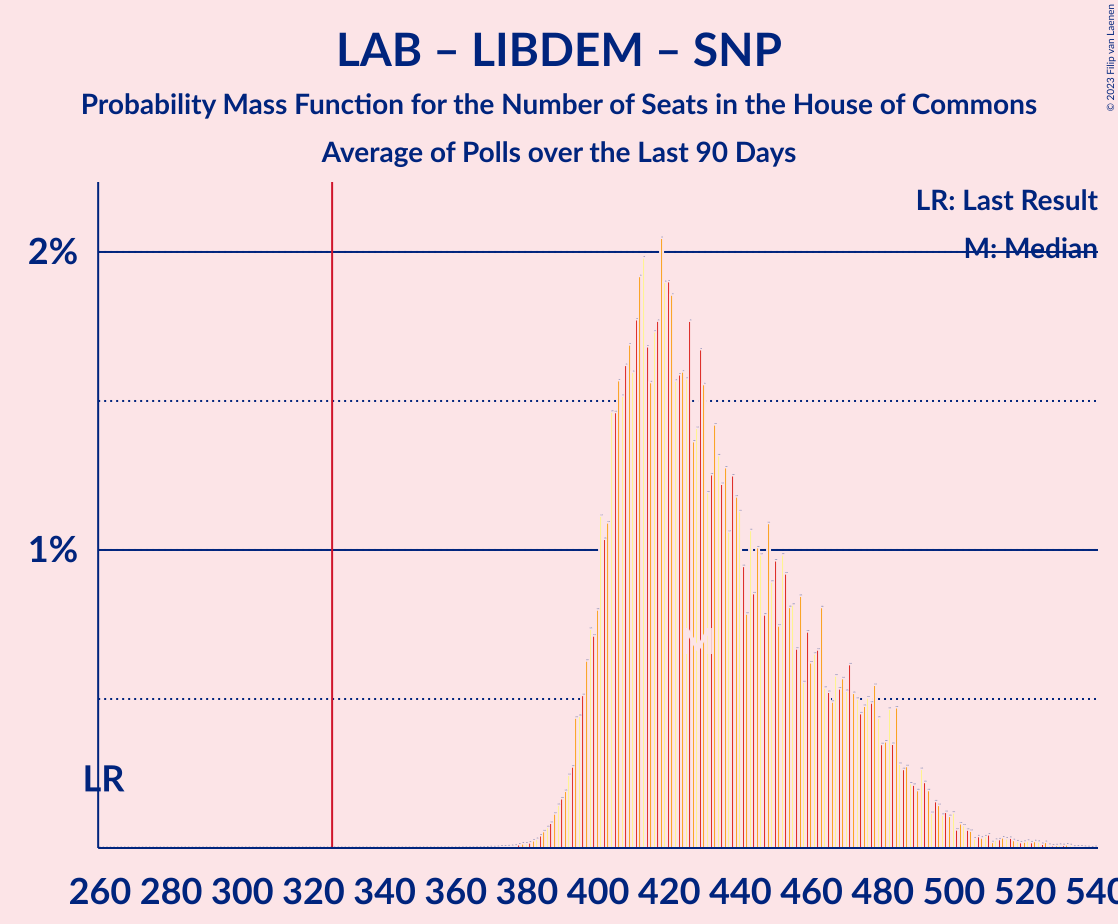 LAB – LIBDEM – SNP
Probability Mass Function for the Number of Seats in the House of Commons
Average of Polls over the Last 90 Days
© 2023 Filip van Laenen
LR: Last Result
M: Median
2%
1%
LR
260 280 300 320 340 360 380 400 420 440 460 480 500 520 540